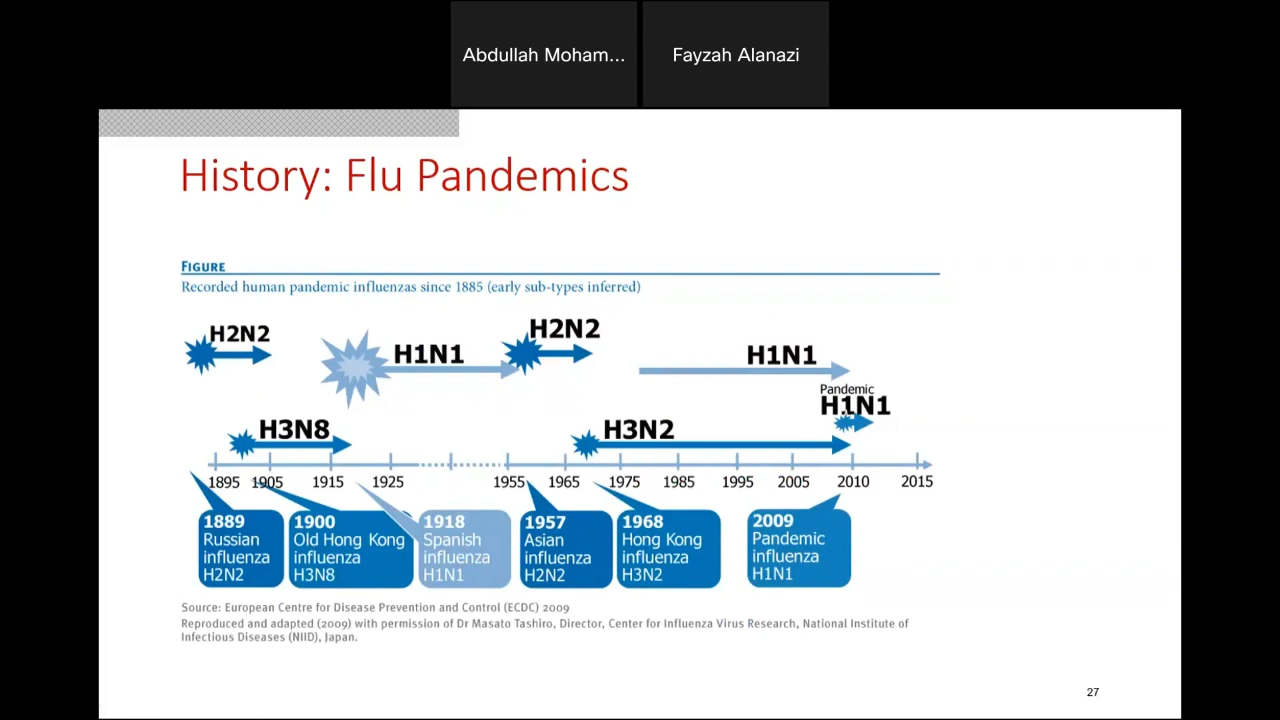 Abdullah Moham...
Fayzah Alanazi
History: Flu Pandemics
FIGURE
Recorded human pandemic influenzas since 1885 (early sub-types inferred)
H2N2
H1N1
H2N2
H1N1
Pandemic
H1N1
H3N8
H3N2
1895 1905 1915 1925 1955 1965 1975 1985 1995 2005 2010 2015
1889
Russian
influenza
H2N2
1900
Old Hong Kong
influenza
H3N8
1918
Spanish
influenza
H1N1
1957
Asian
influenza
H2N2
1968
Hong Kong
influenza
H3N2
2009
Pandemic
influenza
H1N1
Source: European Centre for Disease Prevention and Control (ECDC) 2009
Reproduced and adapted (2009) with permission of Dr Masato Tashiro, Director, Center for Influenza Virus Research, National Institute of
Infectious Diseases (NIID), Japan.
27